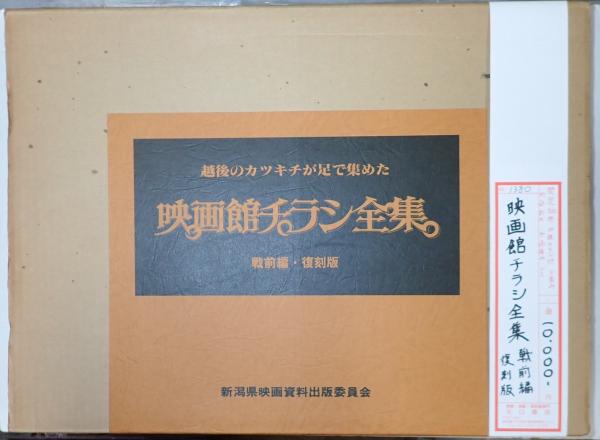 越後のカツキチが足で集めた
映画館チラシ全集
戦前編・復刻版
新潟県映画資料出版委員会
1380
映画館チラシ全集
戦前編
復刻版
10,000-
円